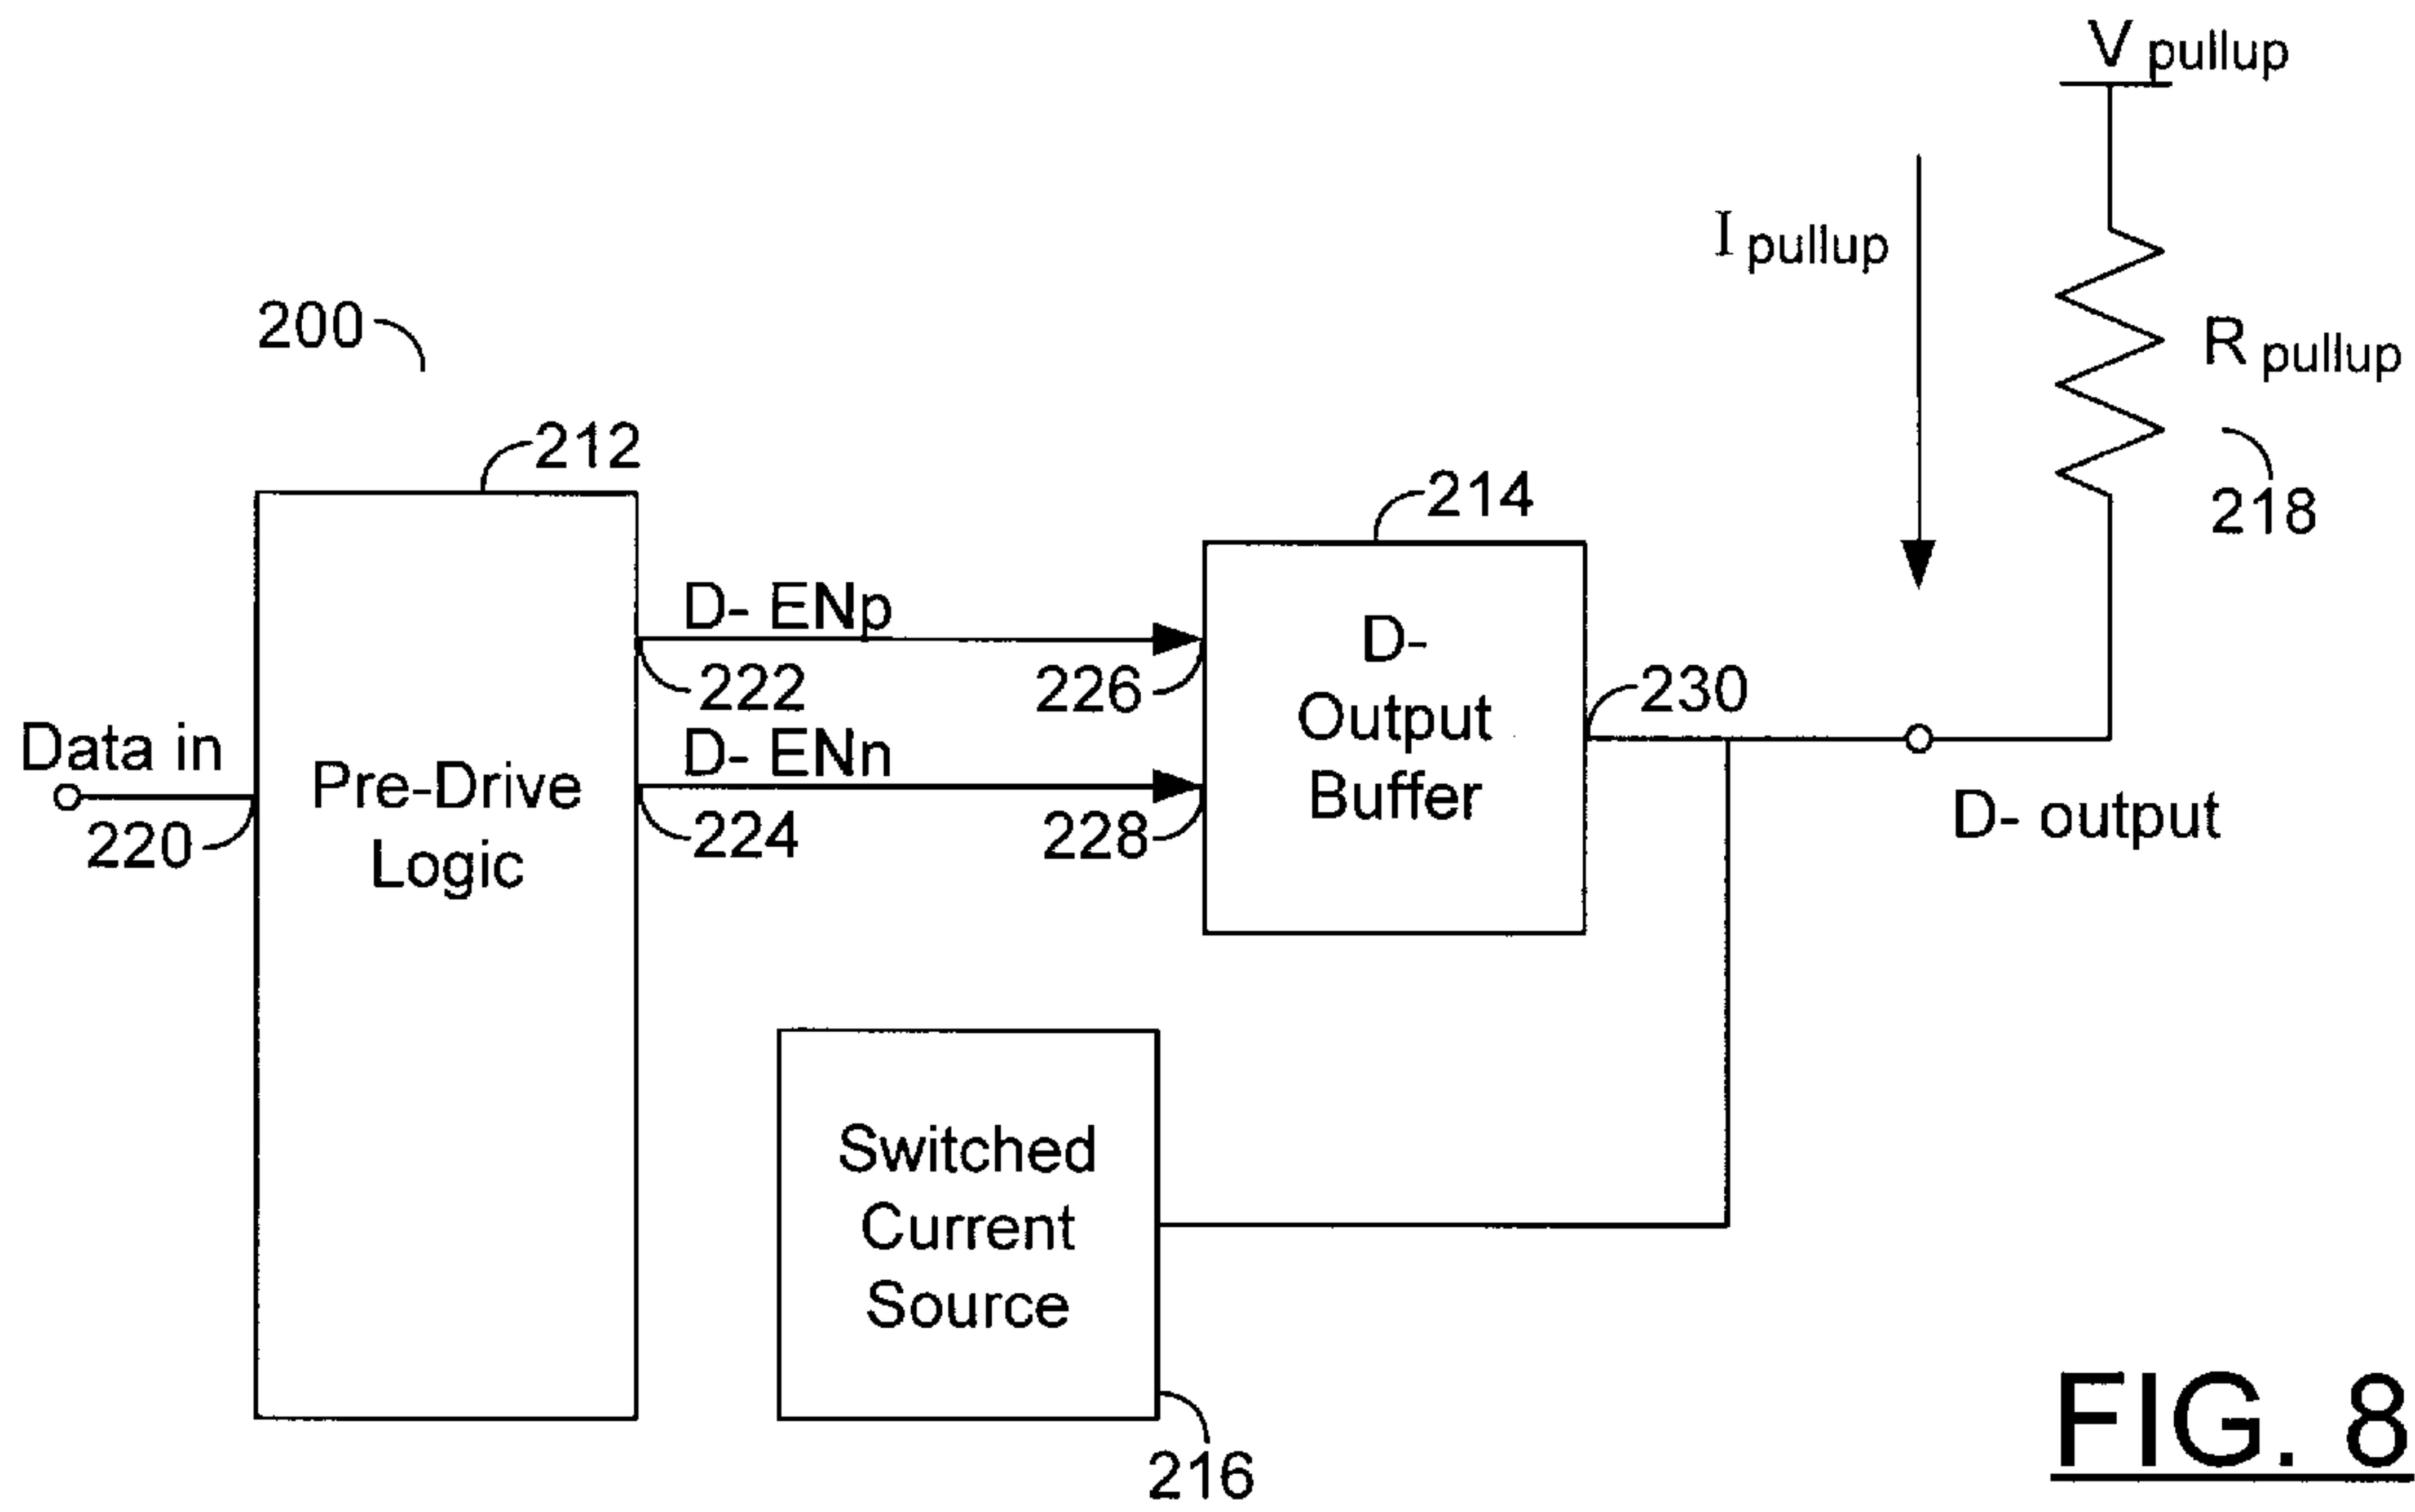 V pullup
I pullup
200
R pullup
212
214
218
D- ENp
D-
Output
Buffer
222
226
230
Data in
D- ENn
Pre-Drive
Logic
220
224
228
D- output
Switched
Current
Source
216
FIG. 8